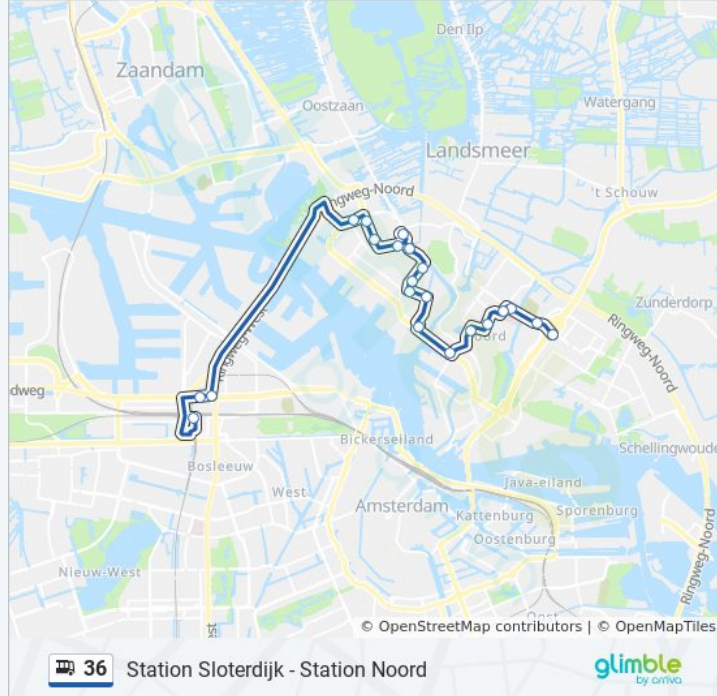 Den Ilp
Zaandam
Oostzaan
Watergang
Landsmeer
ngweg-Noord
't Schouw
Zunderdorp
Ringweg West
oord
Ringweg-Noord
dweg
Bickerseiland
Schellingwoude
Bosleeuw
West
Java-eiland
Amsterdam
Sporenburg
Kattenburg
Oostenburg
Nieuw-West
Ringweg-Noord
Oost
est
© OpenStreetMap contributors | © OpenMapTiles
36 Station Sloterdijk - Station Noord
glimble
by arriva